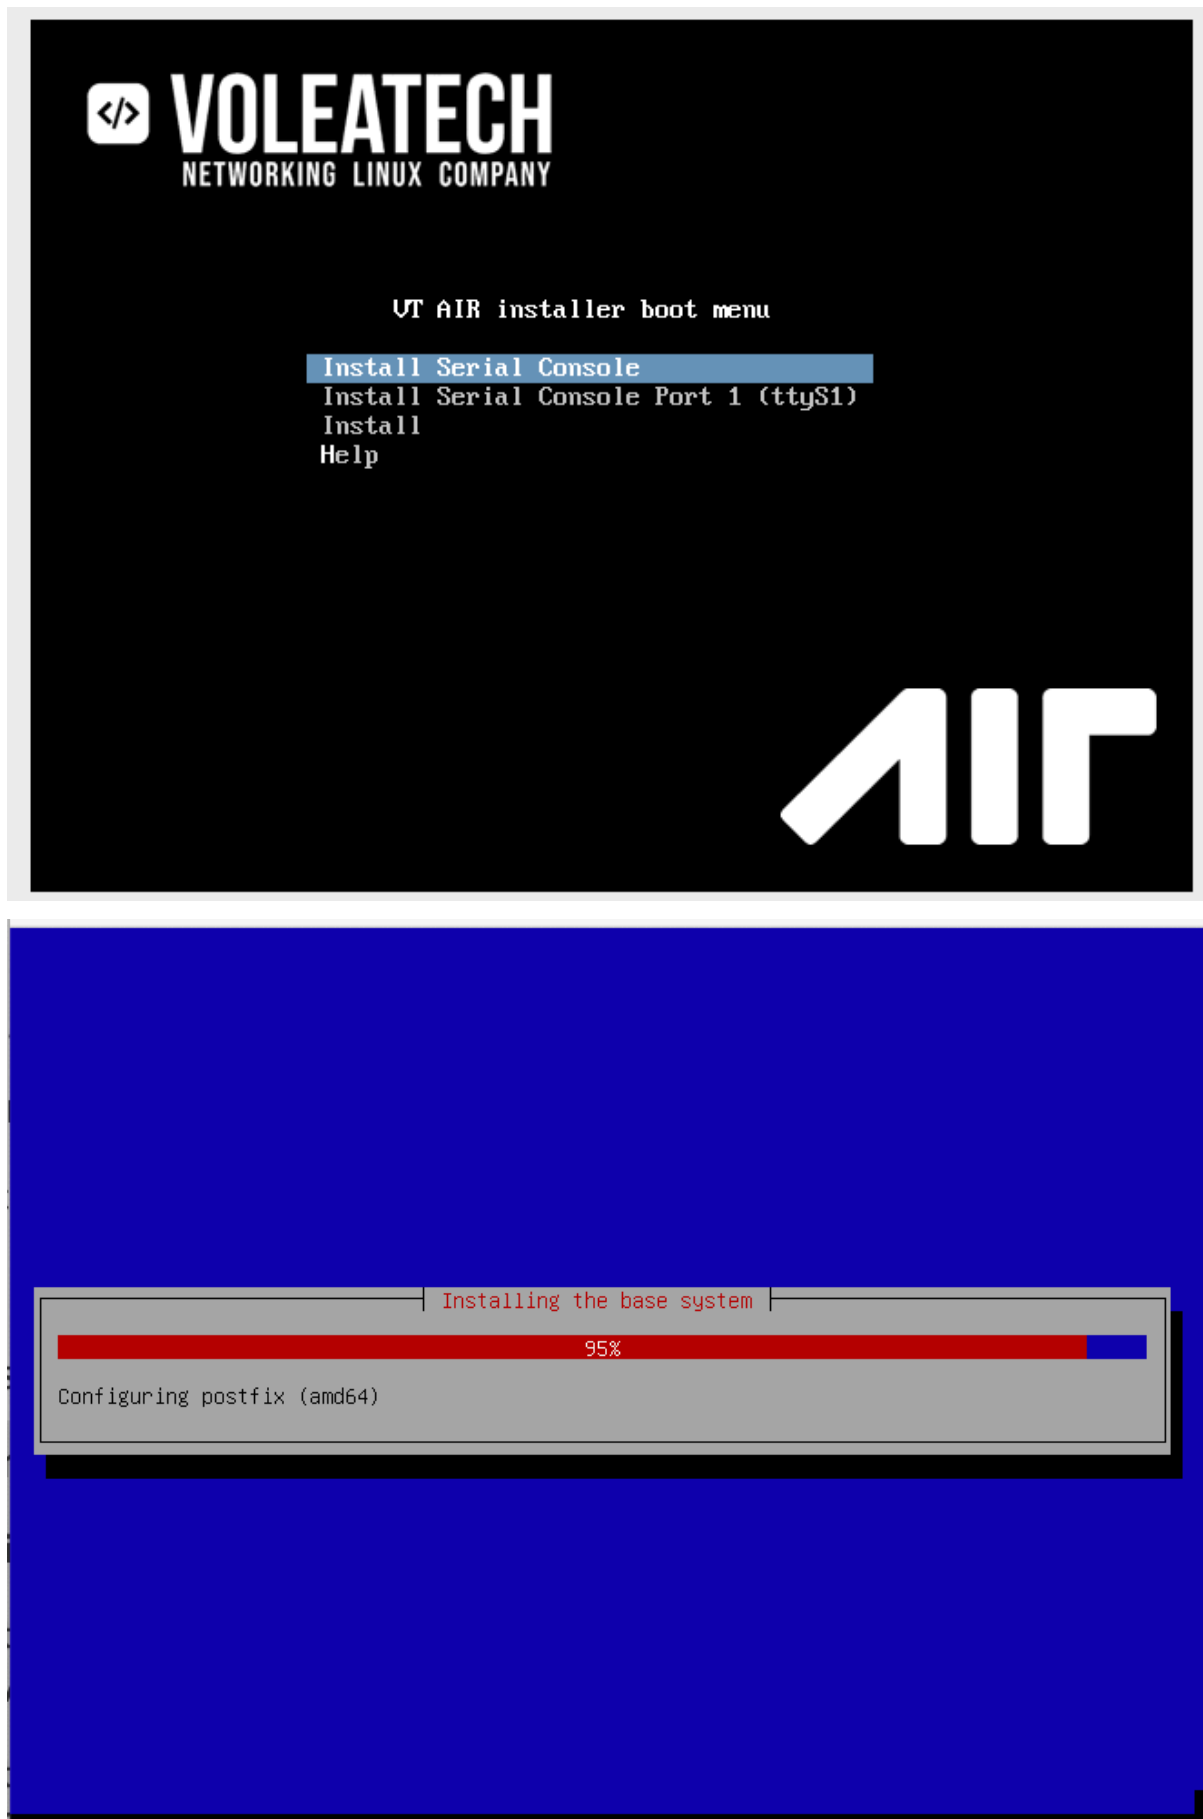 </>
VOLEATECH
NETWORKING LINUX COMPANY
VT AIR installer boot menu
Install Serial Console
Install Serial Console Port 1 (ttyS1)
Install
Help
AIr
Installing the base system
95%
Configuring postfix (amd64)